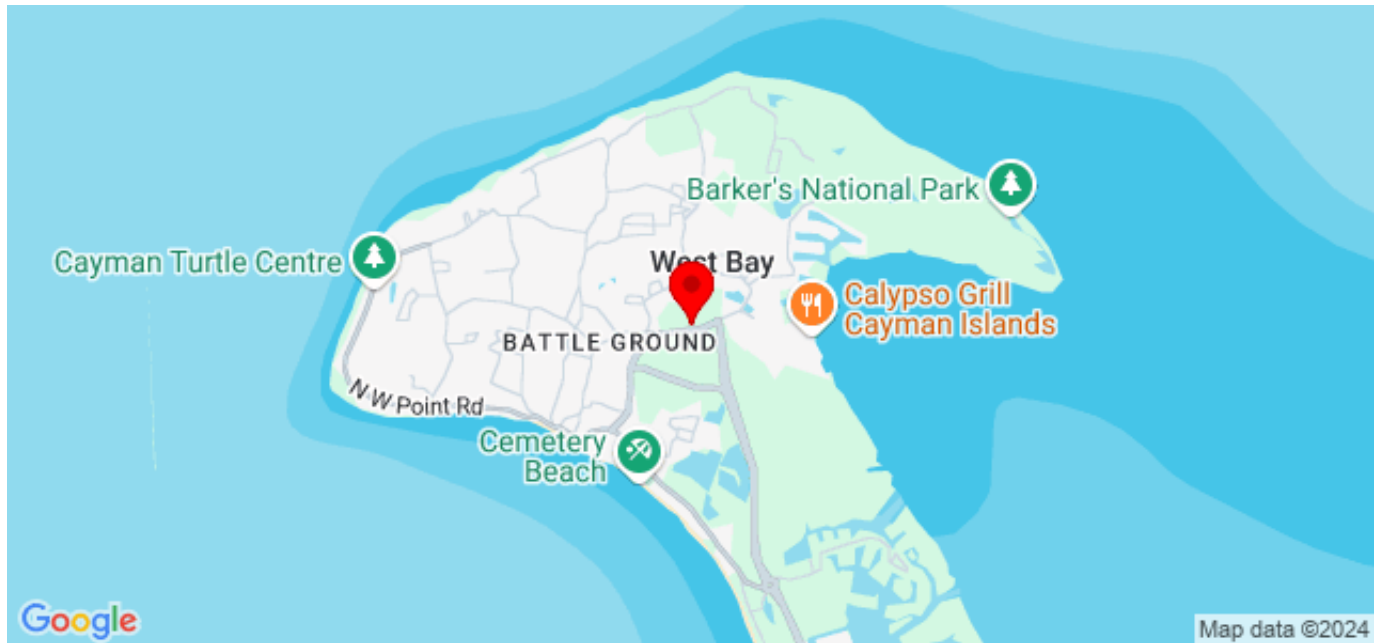 Barker's National Park
Cayman Turtle Centre
West Bay
Calypso Grill
Cayman Islands
BATTLE GROUND
N W Point Rd
Cemetery
Beach
Google
Map data ©2024